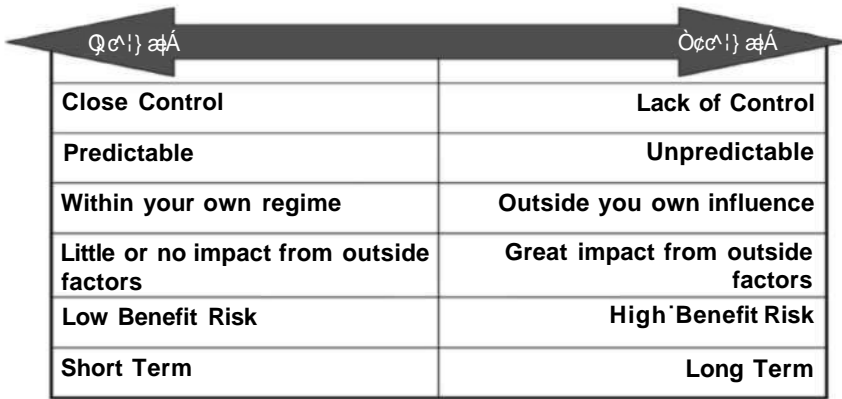 Close Control
Lack of Control
Predictable
Unpredictable
Within your own regime
Outside you own influence
Little or no impact from outside
factors
Great impact from outside
factors
Low Benefit Risk
High Benefit Risk
Short Term
Long Term